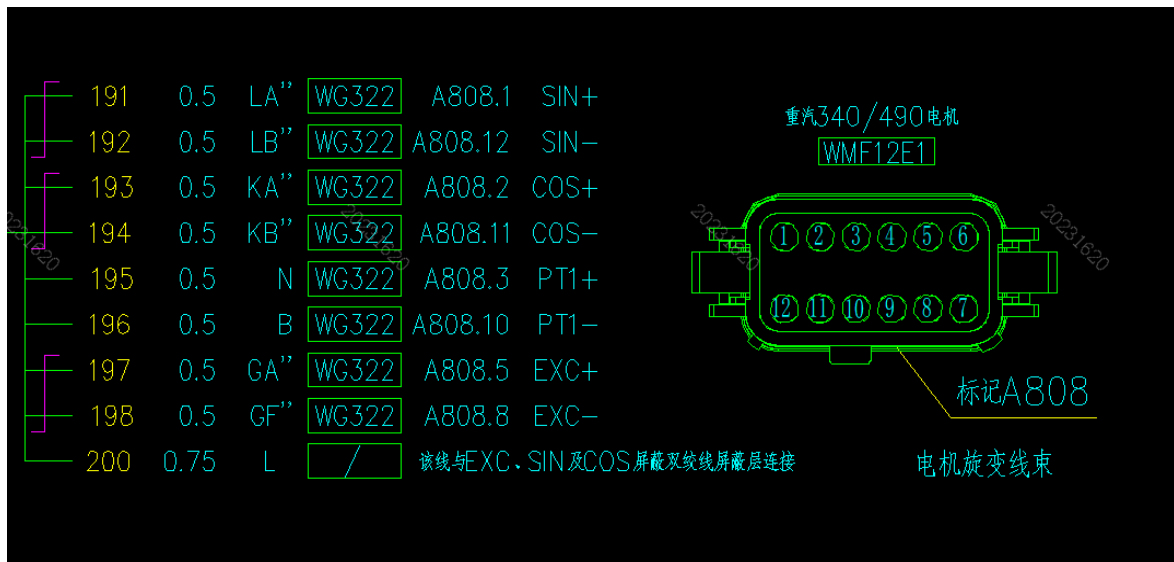 191 0.5 LA” WG322 A808.1 SIN+
192 0.5 LB” WG322 A808.12 SIN−
193 0.5 KA” WG322 A808.2 COS+
194 0.5 KB” WG322 A808.11 COS−
195 0.5 N WG322 A808.3 PT1+
196 0.5 B WG322 A808.10 PT1−
197 0.5 GA” WG322 A808.5 EXC+
198 0.5 GF” WG322 A808.8 EXC−
200 0.75 L / 该线与EXC、SIN及COS屏蔽双绞线屏蔽层连接
重汽340/490电机
WMF12E1
① ② ③ ④ ⑤ ⑥
⑫ ⑪ ⑩ ⑨ ⑧ ⑦
标记A808
电机旋变线束
20231620
20231620
20231620
20231620